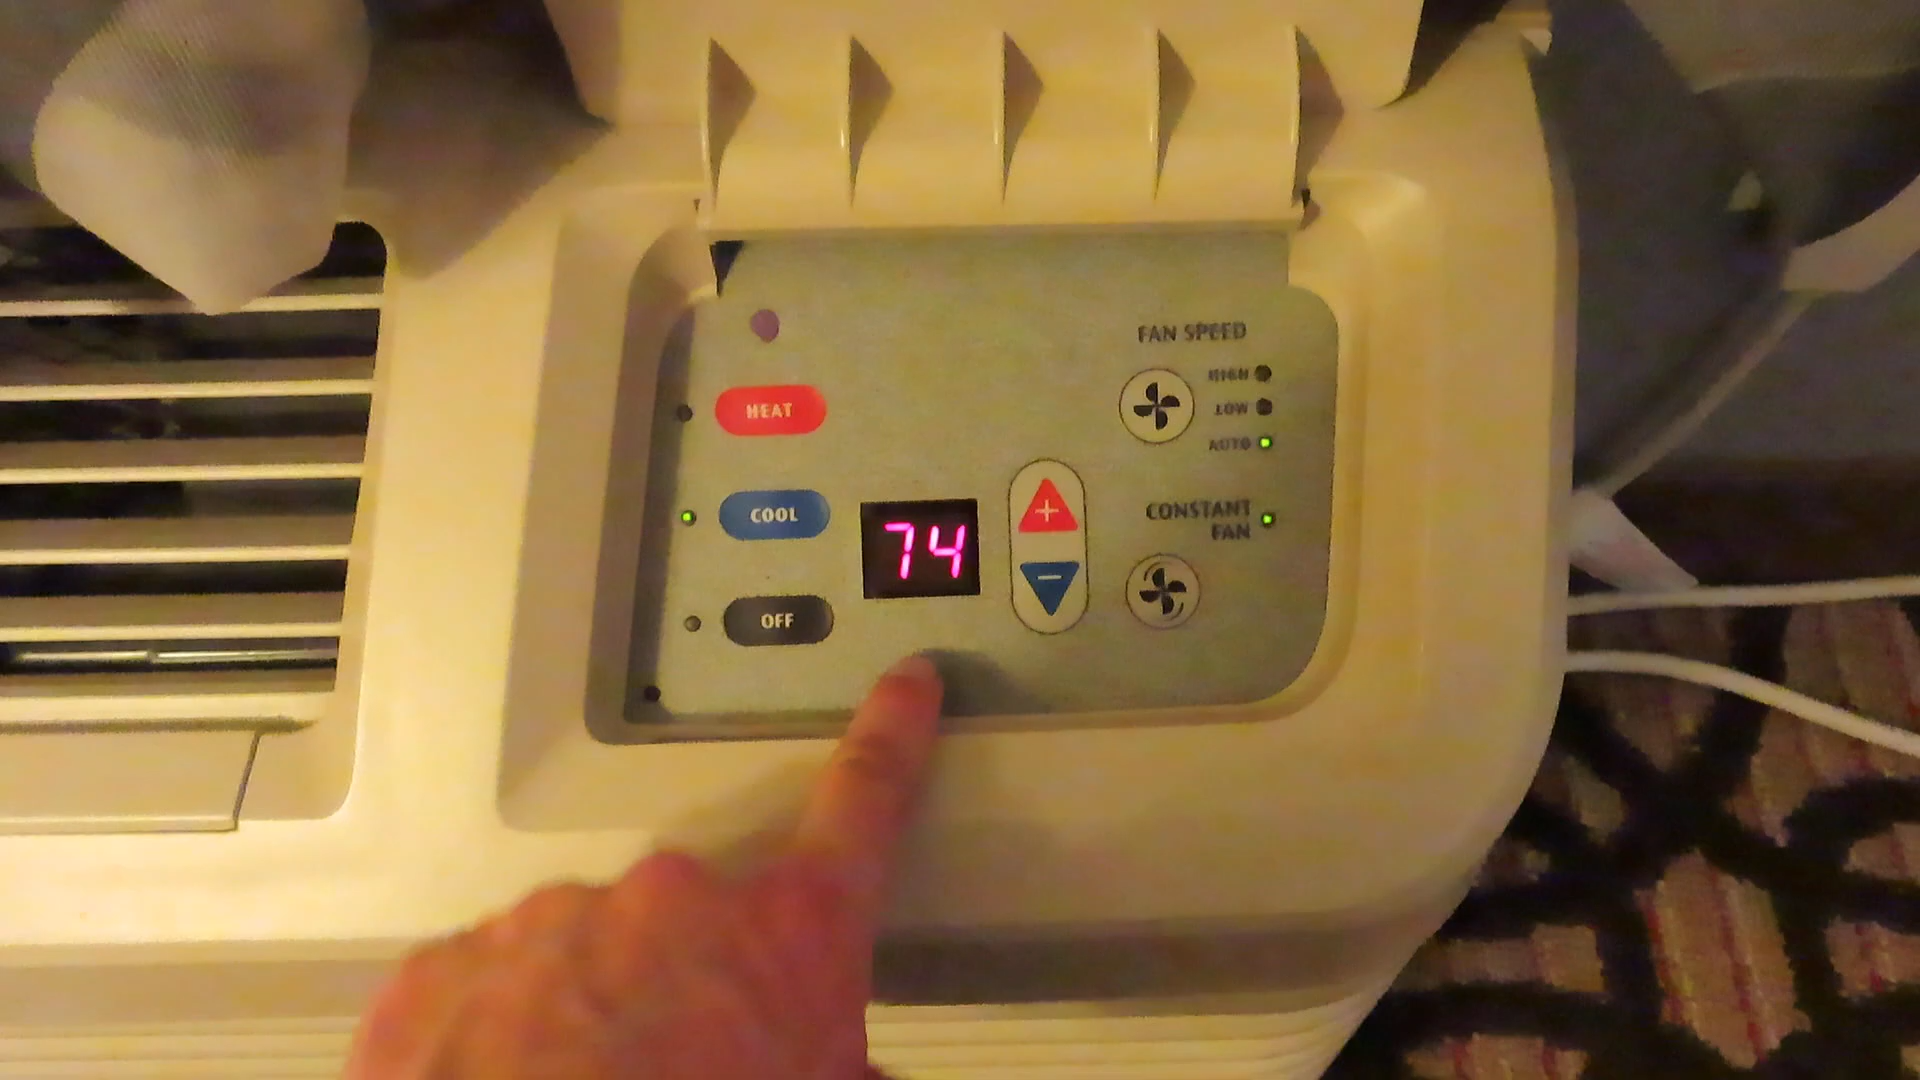 FAN SPEED
HEAT
HIGH
LOW
AUTO
COOL
74
+
-
CONSTANT
FAN
OFF